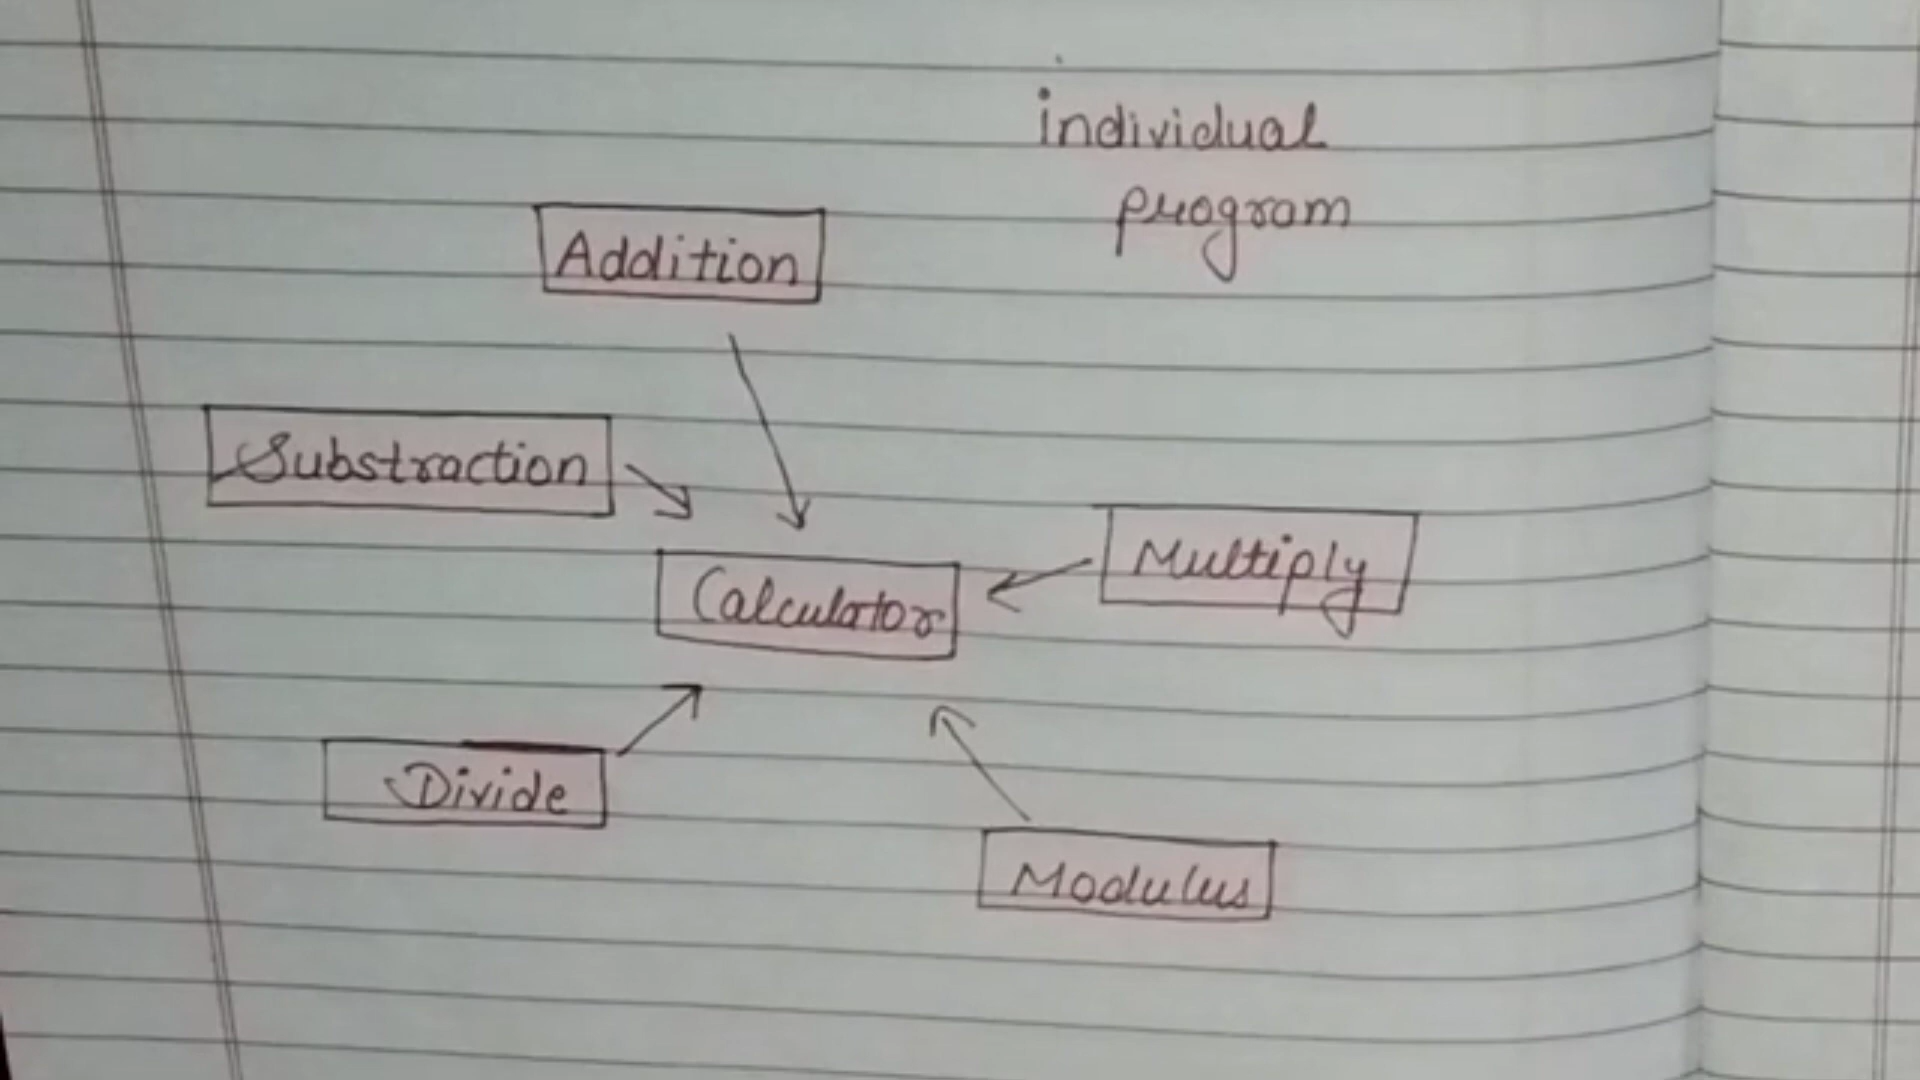 individual
program
Addition
Substraction
Multiply
Calculator
Divide
Modulus